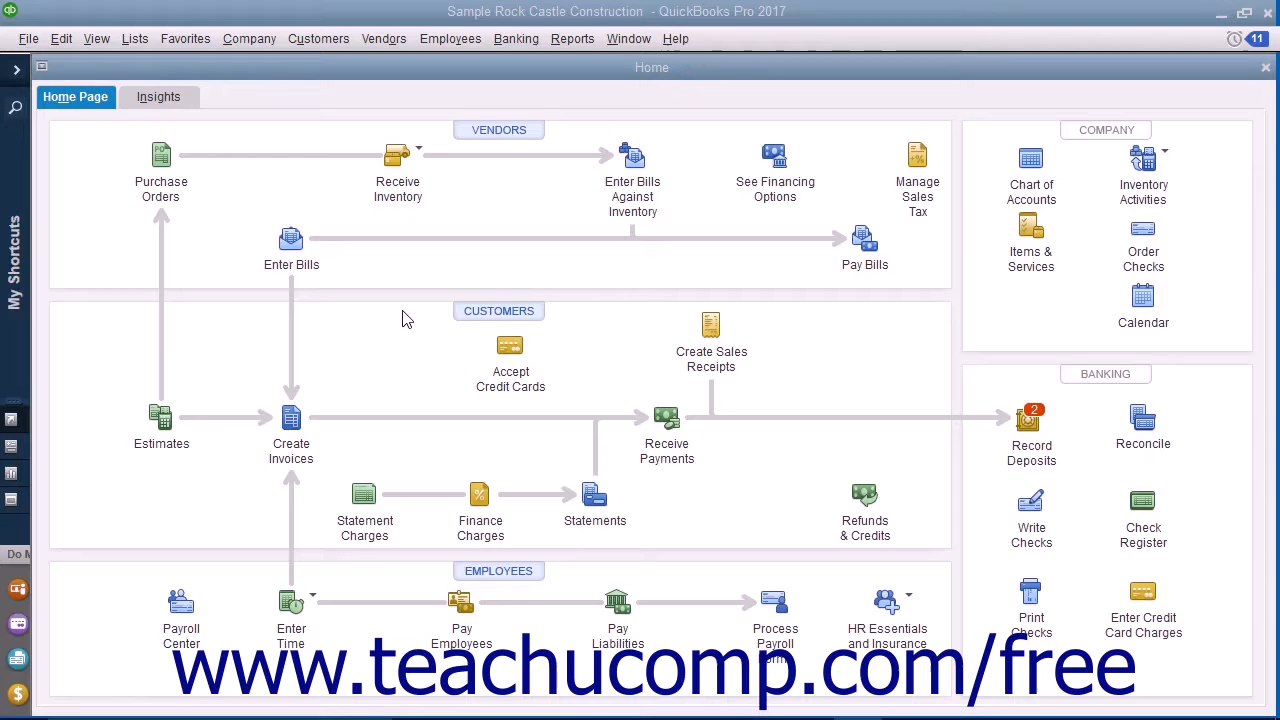 qb
Sample Rock Castle Construction - QuickBooks Pro 2017
File Edit View Lists Favorites Company Customers Vendors Employees Banking Reports Window Help
11
Home
Home Page Insights
My Shortcuts
Do M
VENDORS
Purchase
Orders
Receive
Inventory
Enter Bills
Against
Inventory
See Financing
Options
Manage
Sales
Tax
Enter Bills
Pay Bills
CUSTOMERS
Accept
Credit Cards
Create Sales
Receipts
Estimates
Create
Invoices
Receive
Payments
Statement
Charges
Finance
Charges
Statements
Refunds
& Credits
EMPLOYEES
Payroll
Center
Enter
Time
Pay
Employees
Pay
Liabilities
Process
Payroll
HR Essentials
and Insurance
COMPANY
Chart of
Accounts
Inventory
Activities
Items &
Services
Order
Checks
Calendar
BANKING
2
Record
Deposits
Reconcile
Write
Checks
Check
Register
Print
Checks
Enter Credit
Card Charges
www.teachucomp.com/free